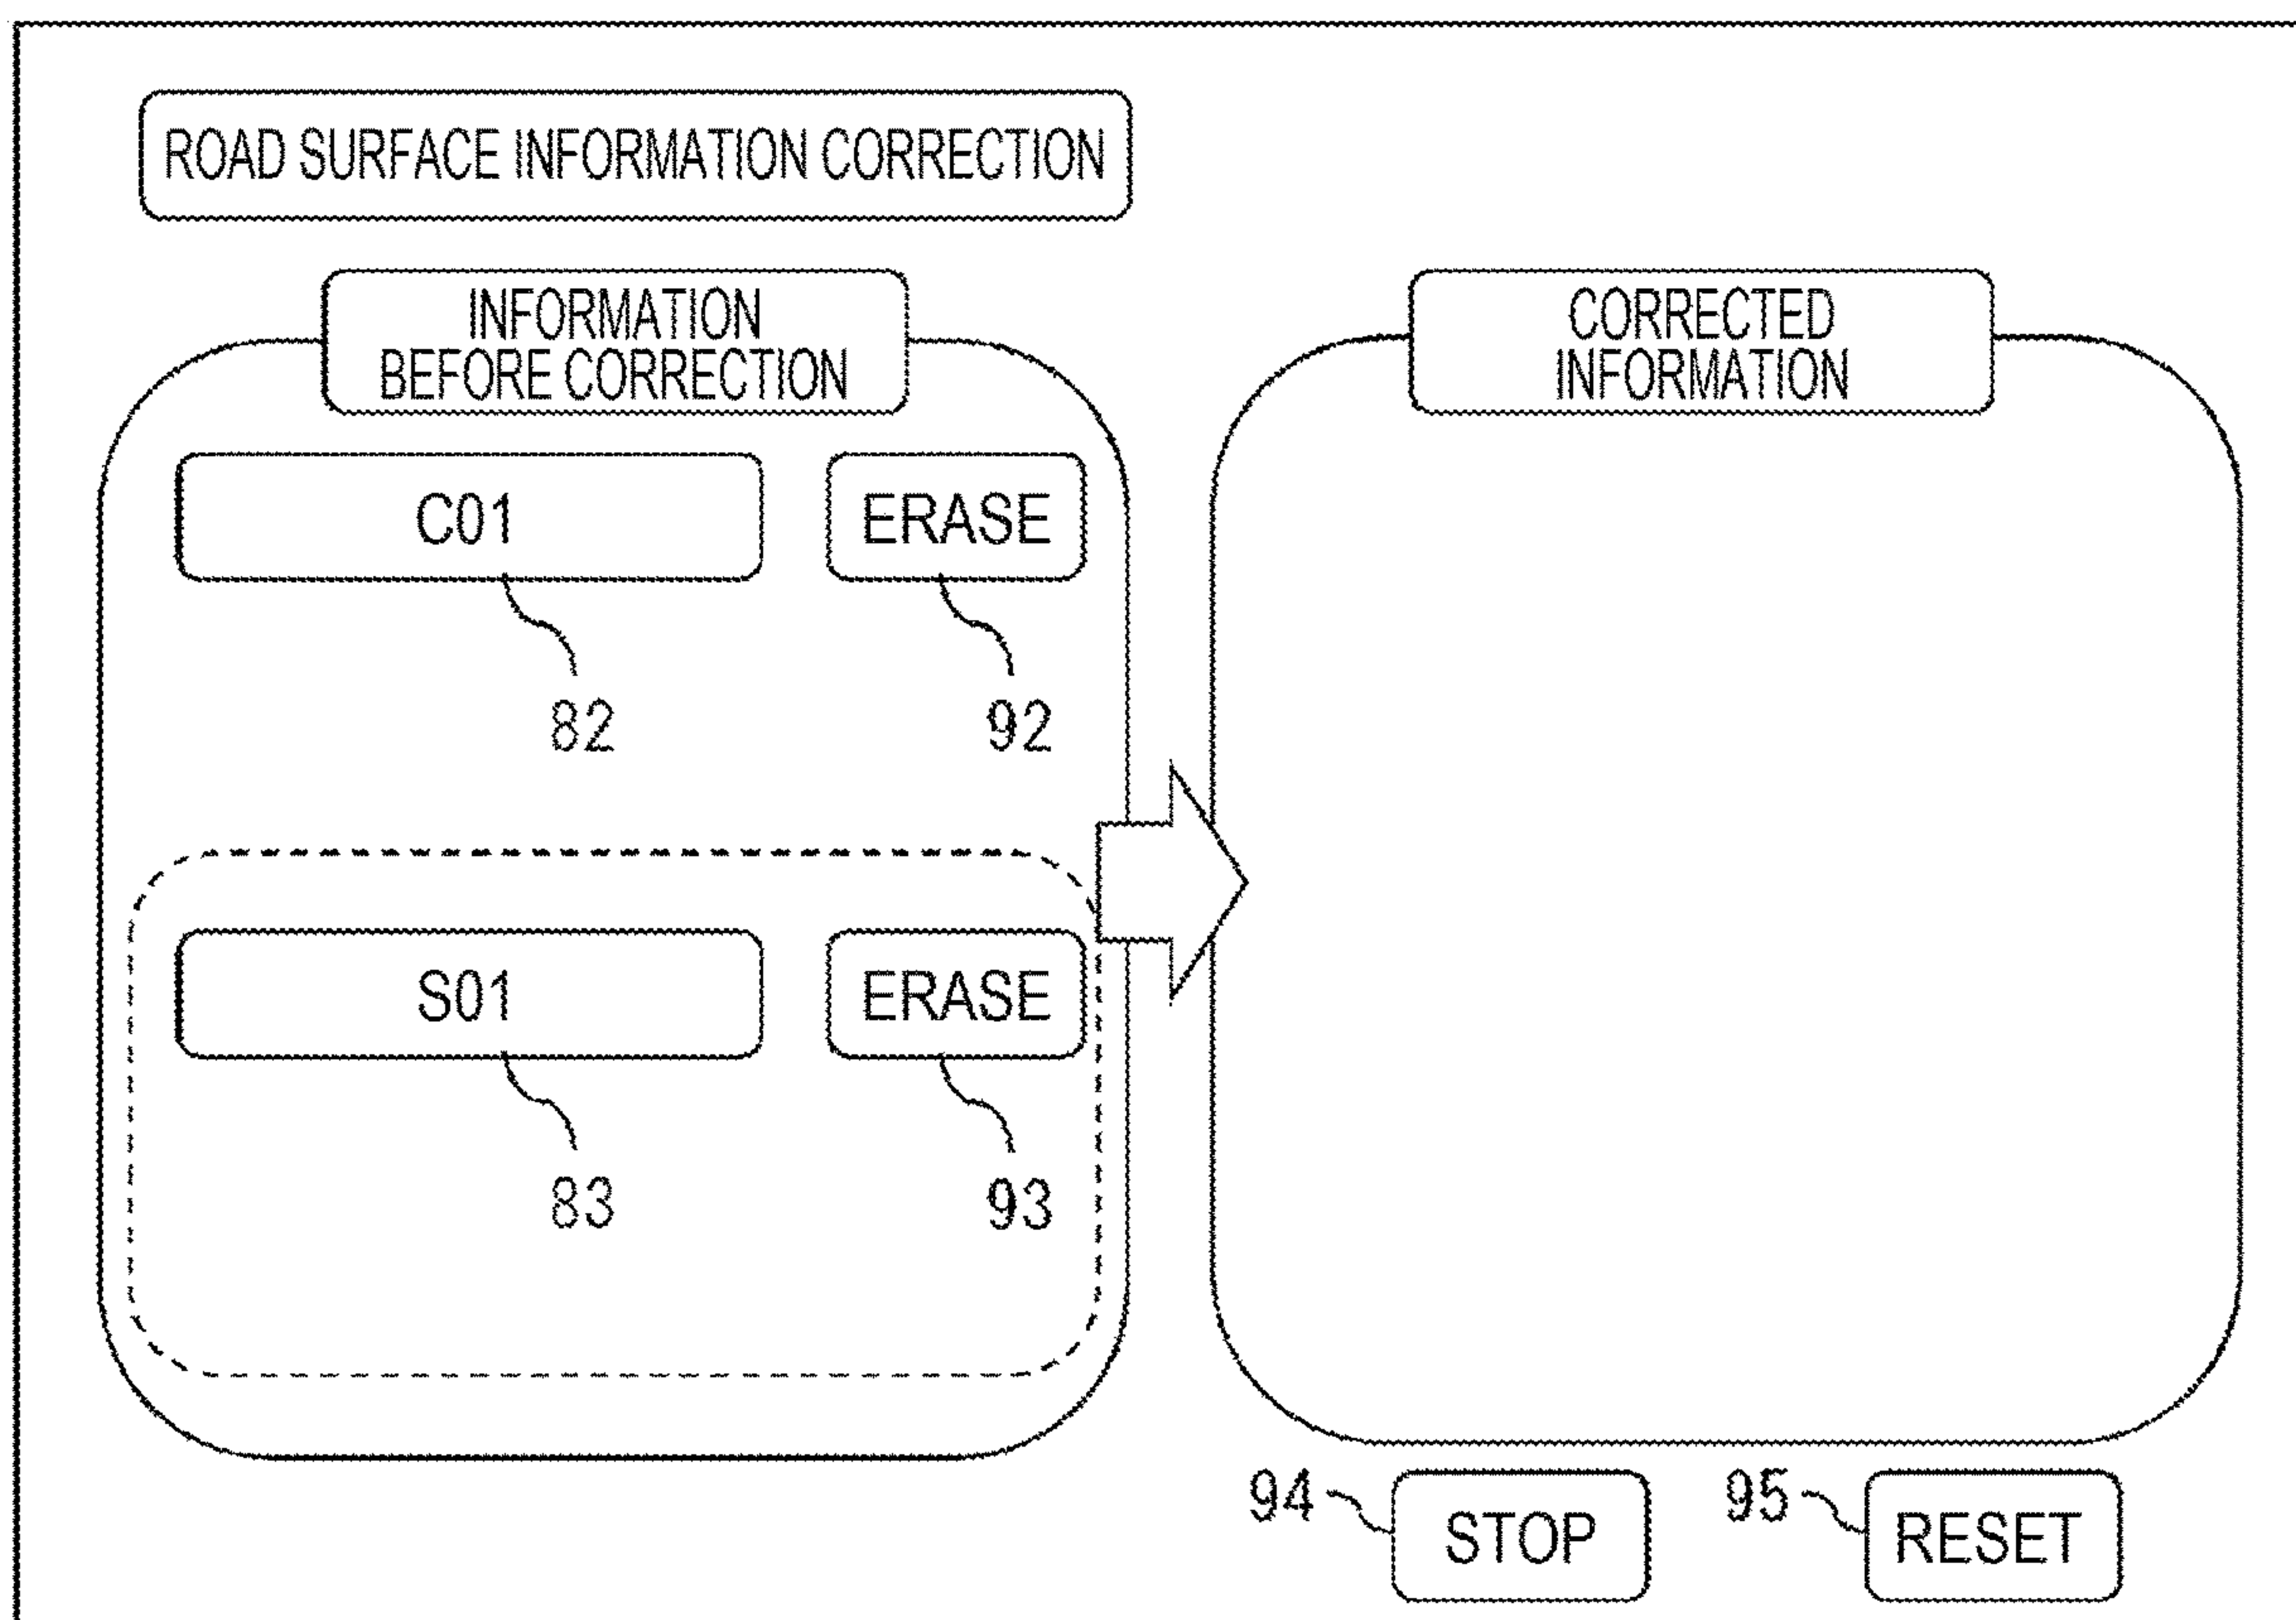 ROAD SURFACE INFORMATION CORRECTION
INFORMATION
BEFORE CORRECTION
C01
ERASE
82
92
S01
ERASE
83
93
CORRECTED
INFORMATION
94
STOP
95
RESET